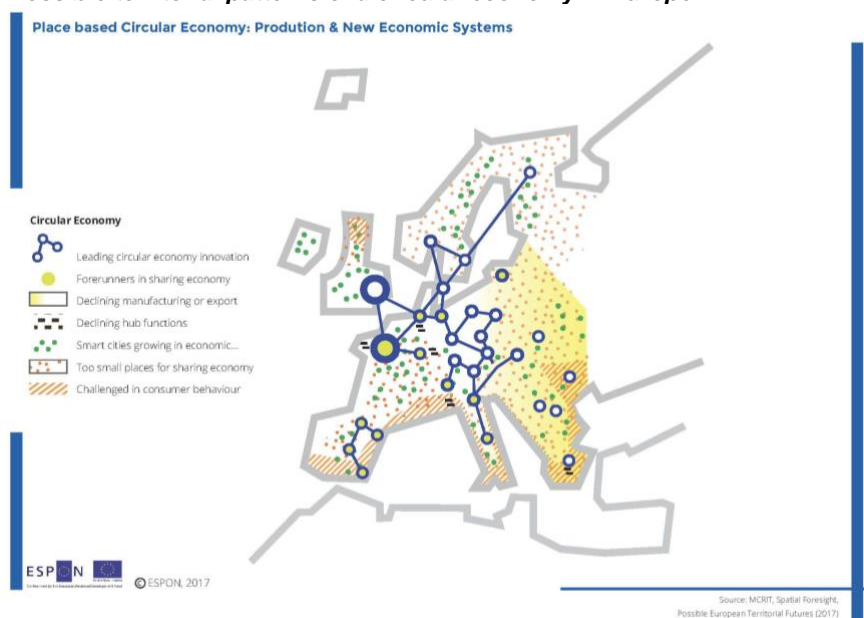 Place based Circular Economy: Prodution & New Economic Systems
Circular Economy
Leading circular economy innovation
Forerunners in sharing economy
Declining manufacturing or export
Declining hub functions
Smart cities growing in economic...
Too small places for sharing economy
Challenged in consumer behaviour
ESPON
© ESPON, 2017
Source: MCRIT, Spatial Foresight,
Possible European Territorial Futures (2017)